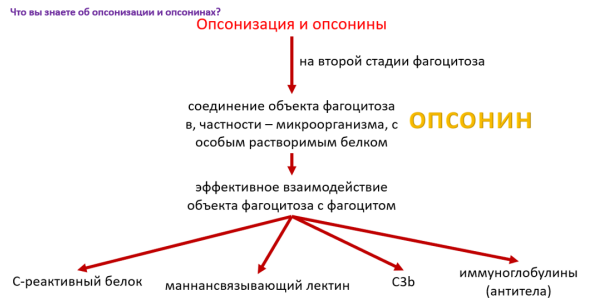 Что вы знаете об опсонизации и опсонинах?
Опсонизация и опсонины
на второй стадии фагоцитоза
соединение объекта фагоцитоза
в, частности – микроорганизма, с
особым растворимым белком
ОПСОНИН
эффективное взаимодействие
объекта фагоцитоза с фагоцитом
С-реактивный белок
маннансвязывающий лектин
C3b
иммуноглобулины
(антитела)